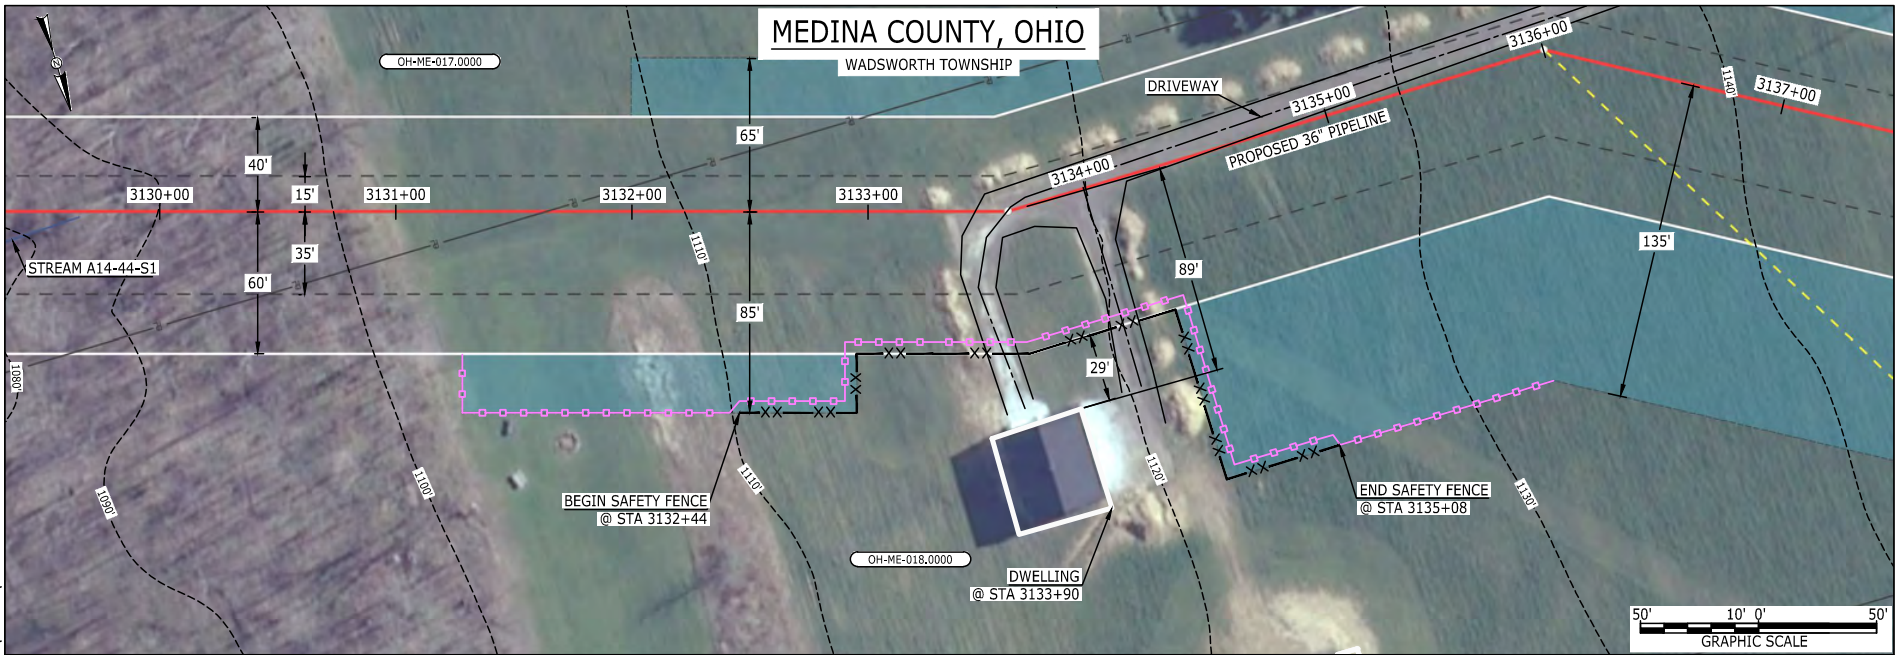 MEDINA COUNTY, OHIO
WADSWORTH TOWNSHIP
OH-ME-017.0000
DRIVEWAY
3136+00
3137+00
1140'
3135+00
PROPOSED 36" PIPELINE
65'
40'
15'
3130+00
3131+00
3132+00
3133+00
3134+00
STREAM A14-44-S1
35'
60'
85'
1110'
89'
135'
29'
1080'
1090'
1100'
1110'
1120'
1130'
BEGIN SAFETY FENCE
@ STA 3132+44
END SAFETY FENCE
@ STA 3135+08
OH-ME-018.0000
DWELLING
@ STA 3133+90
50' 10' 0' 50'
GRAPHIC SCALE